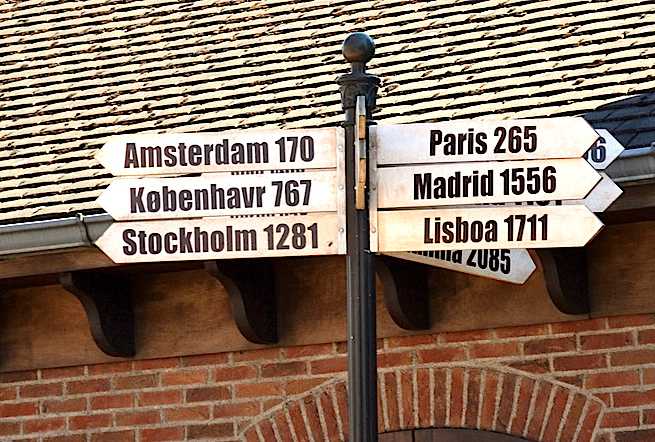 Amsterdam 170
Københavr 767
Stockholm 1281
Paris 265
Madrid 1556
Lisboa 1711
2085